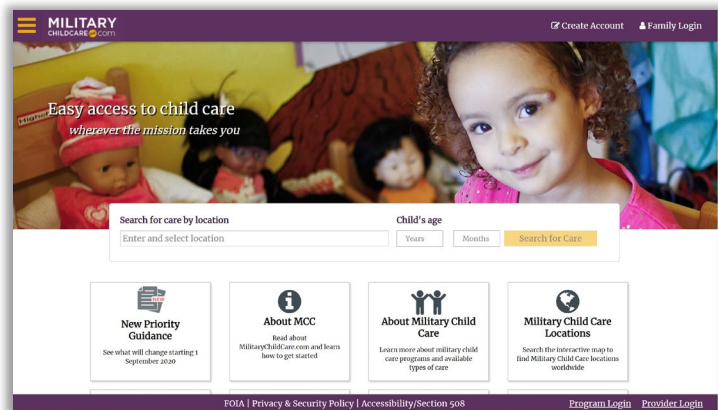 MILITARY
CHILDCARE.com
Create Account
Family Login
Higher
Easy access to child care
wherever the mission takes you
Search for care by location
Child's age
Enter and select location
Years
Months
Search for Care
NEW
New Priority
Guidance
See what will change starting 1
September 2020
About MCC
Read about
MilitaryChildCare.com and learn
how to get started
About Military Child
Care
Learn more about military child
care programs and available
types of care
Military Child Care
Locations
Search the interactive map to
find Military Child Care locations
worldwide
FOIA | Privacy & Security Policy | Accessibility/Section 508
Program Login
Provider Login